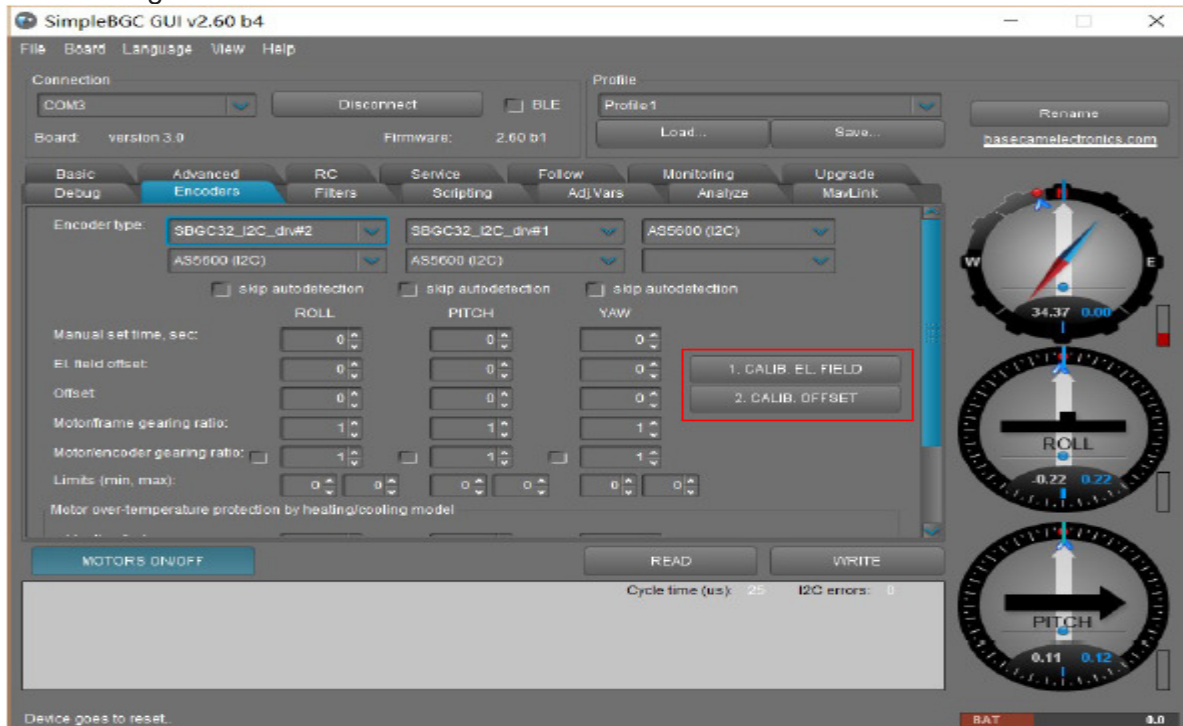 SimpleBGC GUI v2.60 b4
File Board Language View Help
Connection
COM3 Disconnect BLE
Board: version 3.0 Firmware: 2.60 b1
Profile
Profile1
Load... Save...
Rename
basecamelectronics.com
Basic Advanced RC Service Follow Monitoring Upgrade
Debug Encoders Filters Scripting Adj.Vars Analyze MavLink
Encoder type: SBGC32_I2C_drv#2 SBGC32_I2C_drv#1 AS5600 (I2C)
AS5600 (I2C) AS5600 (I2C)
skip autodetection skip autodetection skip autodetection
ROLL PITCH YAW
Manual set time, sec: 0 0 0
El. field offset: 0 0 0 1. CALIB. EL. FIELD
Offset 0 0 0 2. CALIB. OFFSET
Motor/frame gearing ratio: 1 1 1
Motor/encoder gearing ratio: 1 1 1
Limits (min, max): 0 0 0 0 0 0
Motor over-temperature protection by heating/cooling model
MOTORS ON/OFF READ WRITE
Cycle time (us): 25 I2C errors: 0
W E
34.37 0.00
ROLL
-0.22 0.22
PITCH
0.11 0.12
Device goes to reset..
BAT 0.0